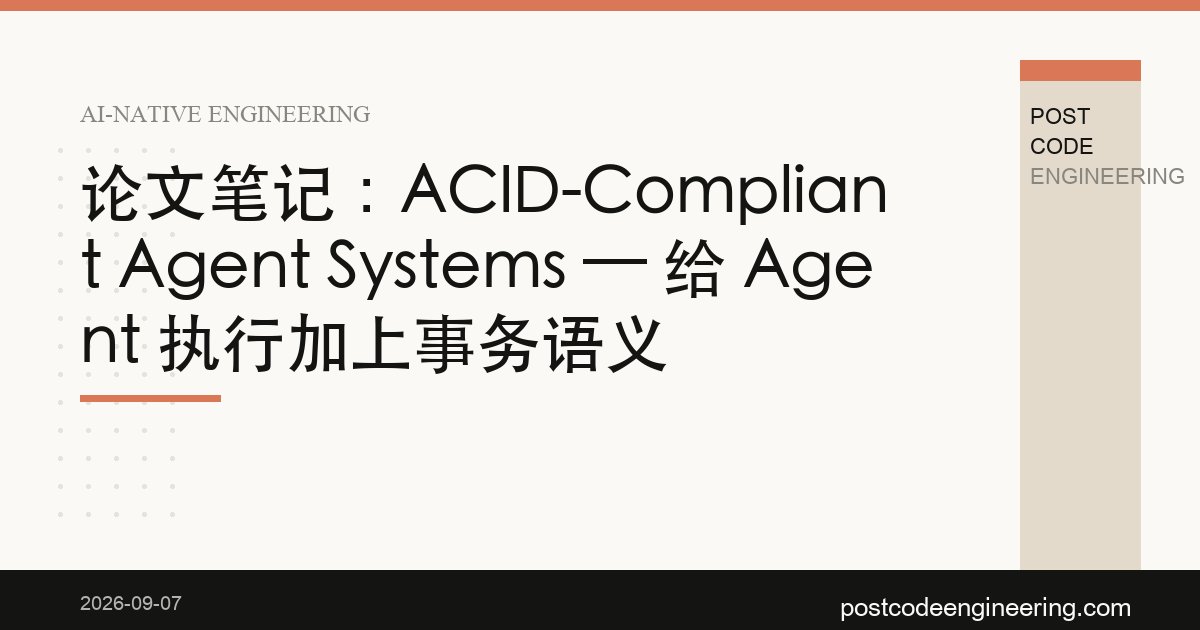 AI-NATIVE ENGINEERING
论文笔记：ACID-Complian
t Agent Systems — 给 Age
nt 执行加上事务语义
POST
CODE
ENGINEERING
2026-09-07
postcodeengineering.com